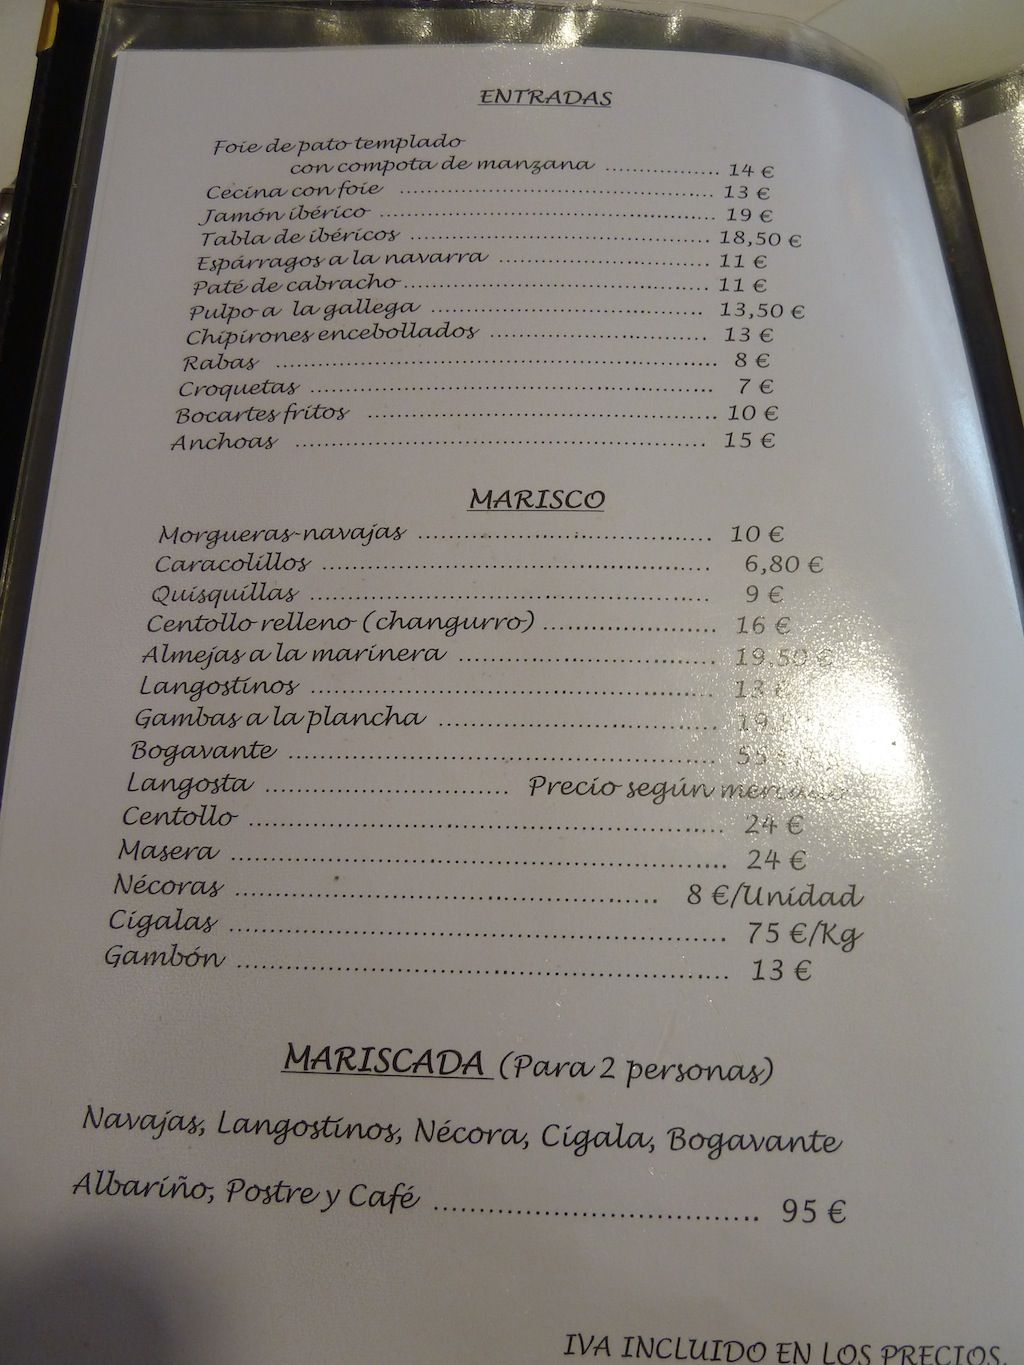 ENTRADAS
Foie de pato templado
con compota de manzana .................... 14 €
Cecina con foie .................... 13 €
Jamón ibérico .................... 19 €
Tabla de ibéricos .................... 18,50 €
Espárragos a la navarra .................... 11 €
Paté de cabracho .................... 11 €
Pulpo a la gallega .................... 13,50 €
Chipirones encebollados .................... 13 €
Rabas .................... 8 €
Croquetas .................... 7 €
Bocartes fritos .................... 10 €
Anchoas .................... 15 €
MARISCO
Morgueras-navajas .................... 10 €
Caracolillos .................... 6,80 €
Quisquillas .................... 9 €
Centollo relleno (changurro) .................... 16 €
Almejas a la marinera .................... 19,50 €
Langostinos .................... 13 €
Gambas a la plancha ....................
Bogavante ....................
Langosta .................... Precio según mercado
Centollo .................... 24 €
Masera .................... 24 €
Nécoras .................... 8 €/Unidad
Cigalas .................... 75 €/Kg
Gambón .................... 13 €
MARISCADA (Para 2 personas)
Navajas, Langostinos, Nécora, Cigala, Bogavante
Albariño, Postre y Café .................... 95 €
IVA INCLUIDO EN LOS PRECIOS.